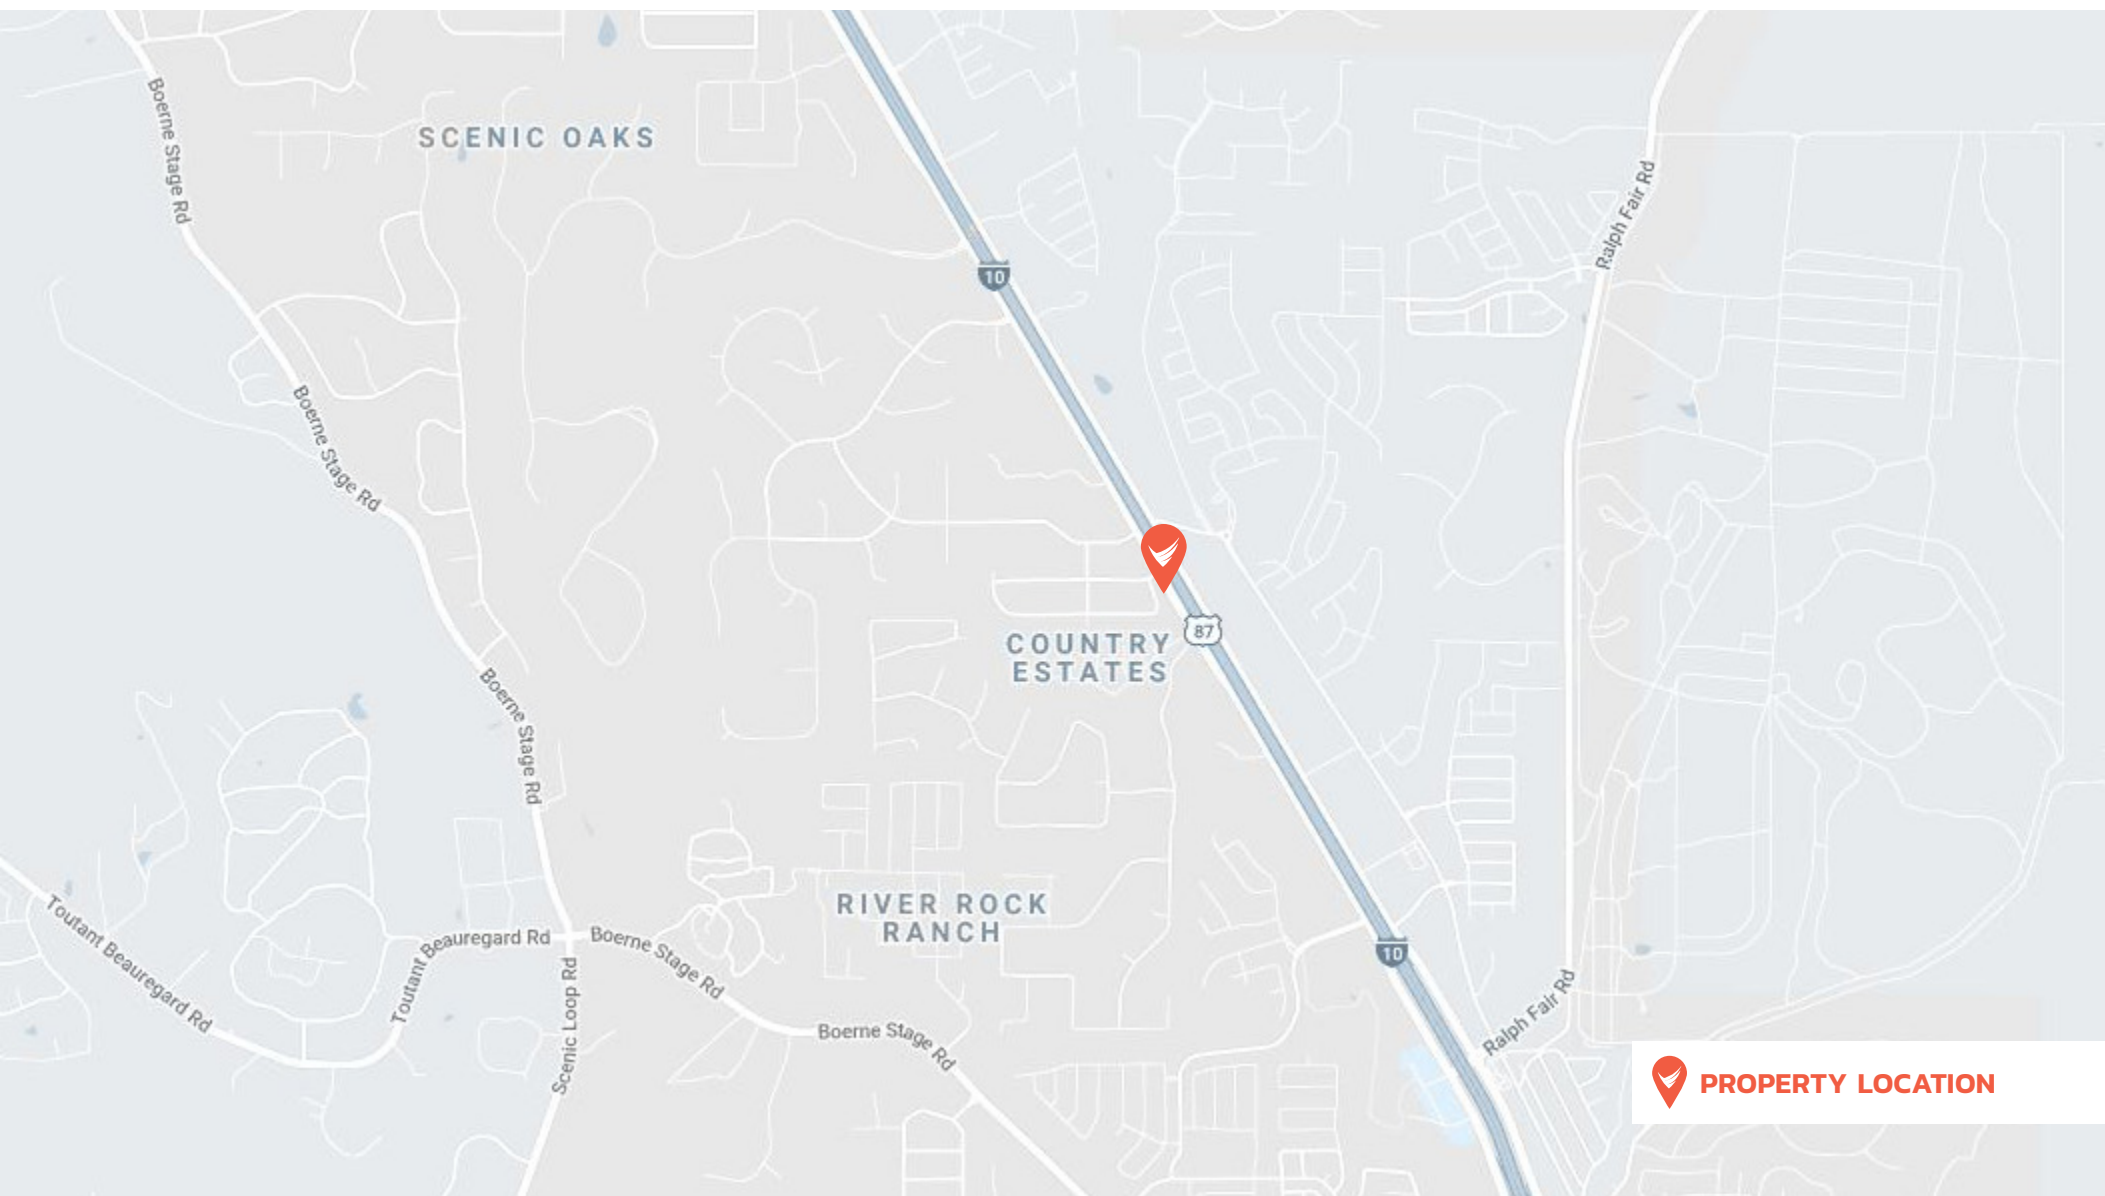 Boerne Stage Rd
SCENIC OAKS
Ralph Fair Rd
10
Boerne Stage Rd
87
COUNTRY
ESTATES
Boerne Stage Rd
RIVER ROCK
RANCH
Toutant Beauregard Rd
Toutant Beauregard Rd
Boerne Stage Rd
10
Scenic Loop Rd
Boerne Stage Rd
Ralph Fair Rd
PROPERTY LOCATION